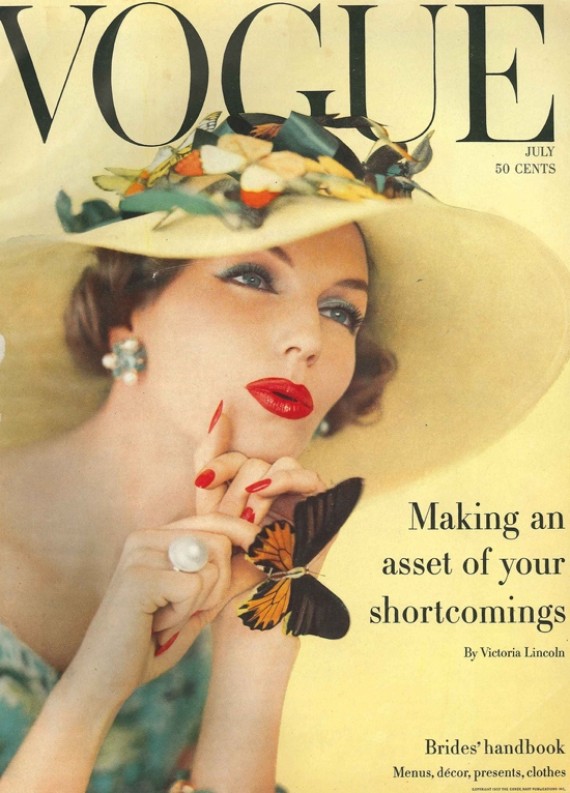 VOGUE
JULY
50 CENTS
Making an
asset of your
shortcomings
By Victoria Lincoln
Brides' handbook
Menus, décor, presents, clothes